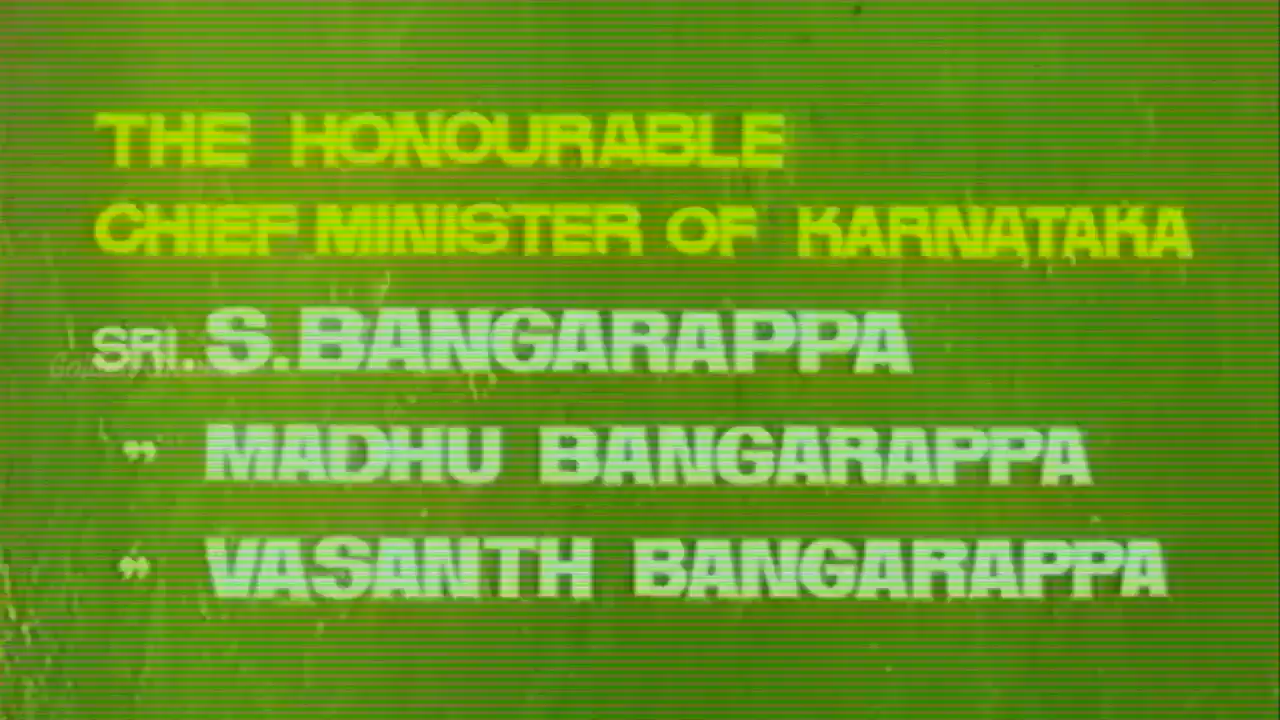 THE HONOURABLE
CHIEF MINISTER OF KARNATAKA
SRI. S.BANGARAPPA
" MADHU BANGARAPPA
" VASANTH BANGARAPPA